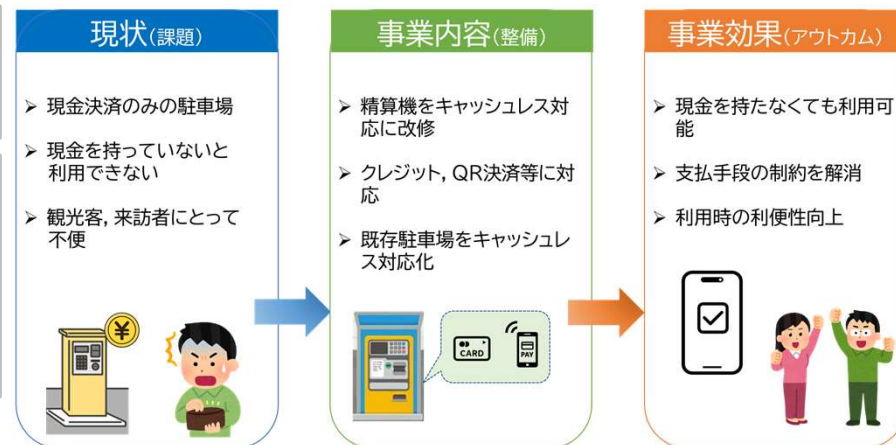 現状(課題)
➢ 現金決済のみの駐車場
➢ 現金を持っていないと
利用できない
➢ 観光客,来訪者にとって
不便
¥
事業内容(整備)
➢ 精算機をキャッシュレス対
応に改修
➢ クレジット,QR決済等に対
応
➢ 既存駐車場をキャッシュレ
ス対応化
CARD
PAY
事業効果(アウトカム)
➢ 現金を持たなくても利用可
能
➢ 支払手段の制約を解消
➢ 利用時の利便性向上